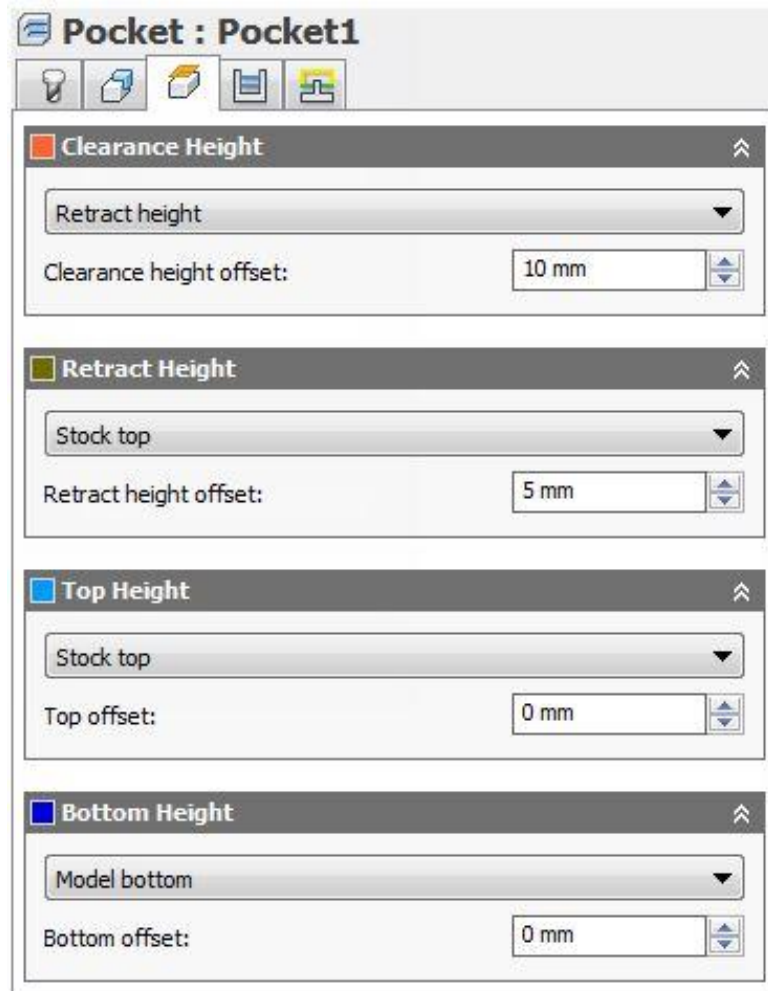 Pocket : Pocket1
Clearance Height
Retract height
Clearance height offset: 10 mm
Retract Height
Stock top
Retract height offset: 5 mm
Top Height
Stock top
Top offset: 0 mm
Bottom Height
Model bottom
Bottom offset: 0 mm